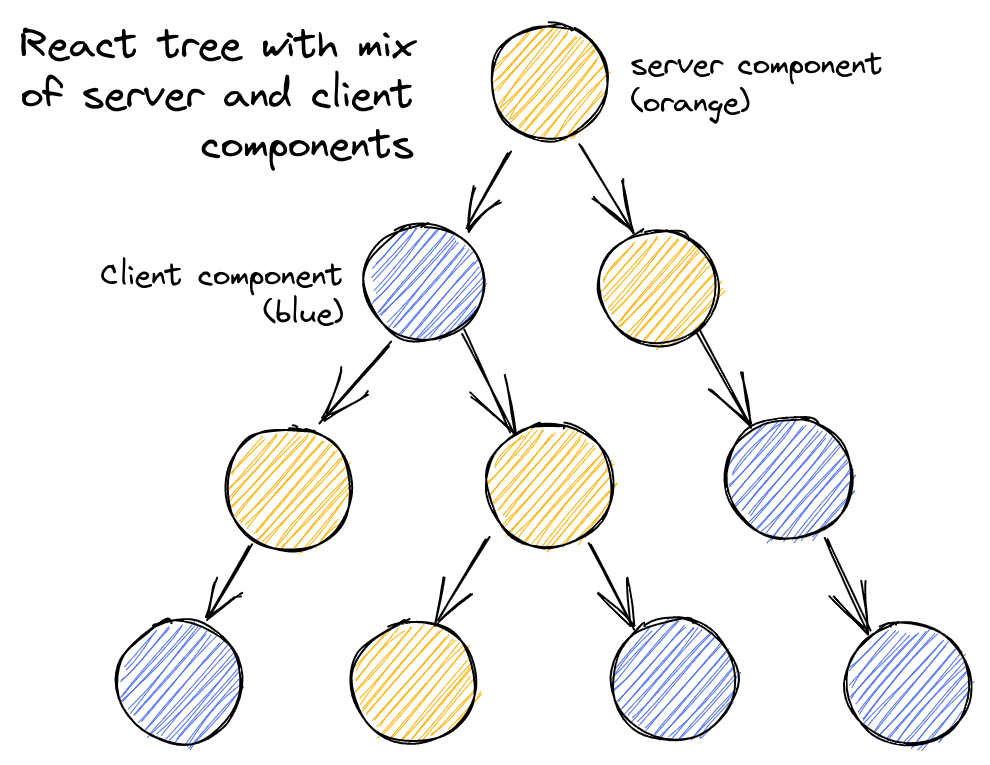 React tree with mix
of server and client
components
server component
(orange)
Client component
(blue)